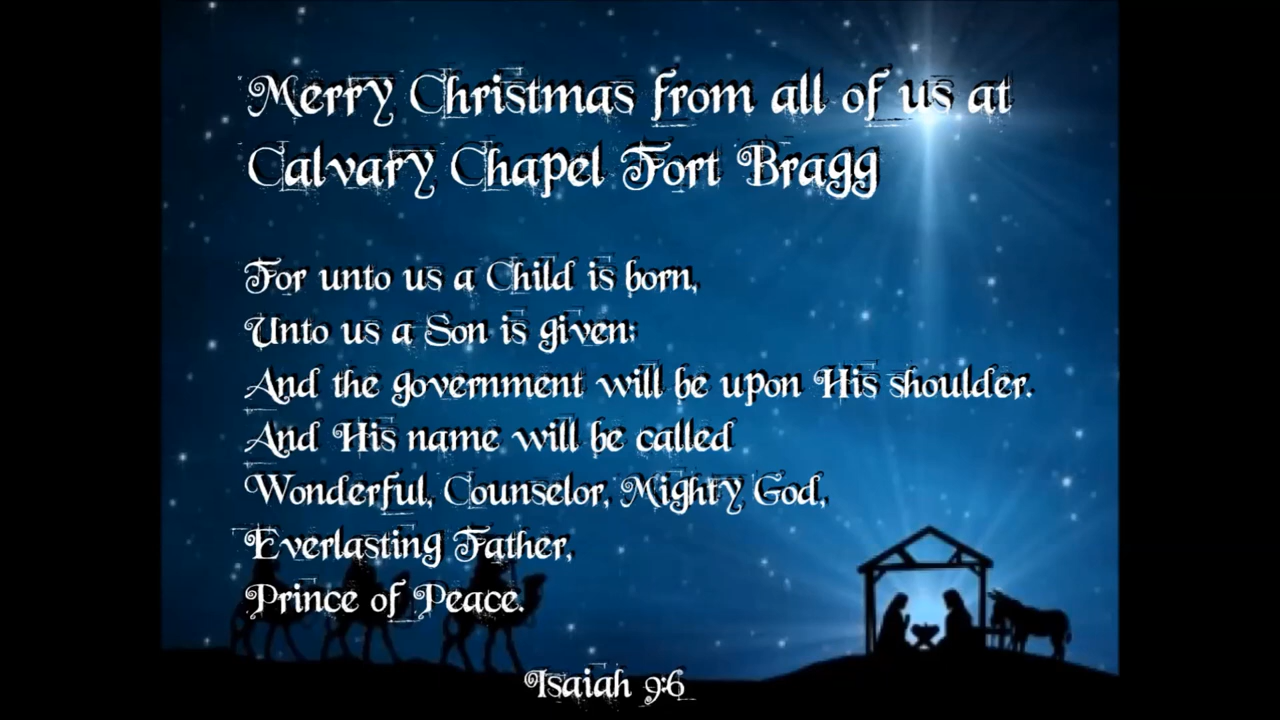 Merry Christmas from all of us at
Calvary Chapel Fort Bragg
For unto us a Child is born,
Unto us a Son is given;
And the government will be upon His shoulder.
And His name will be called
Wonderful, Counselor, Mighty God,
Everlasting Father,
Prince of Peace.
Isaiah 9:6